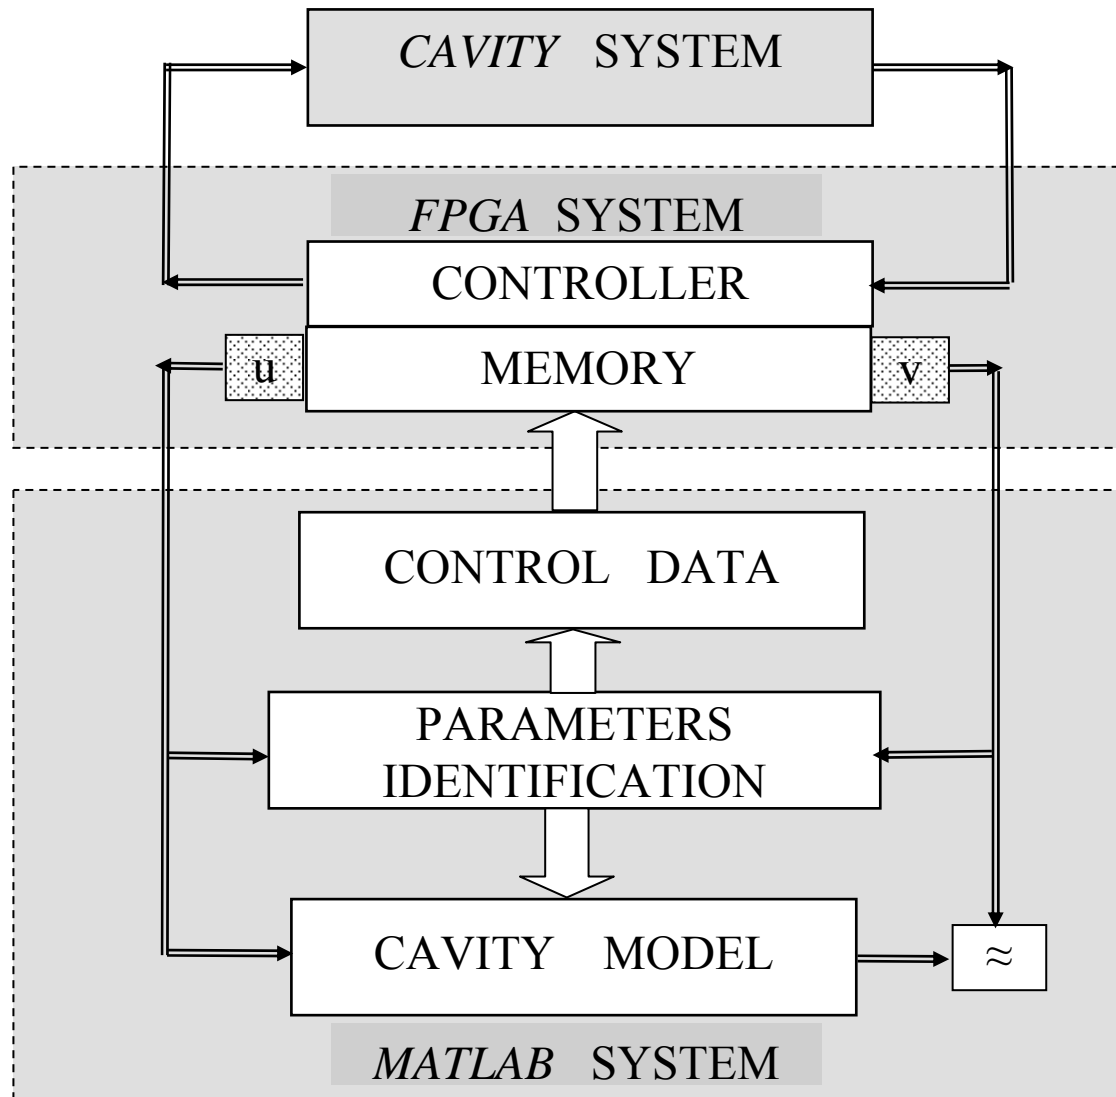 CAVITY SYSTEM
FPGA SYSTEM
CONTROLLER
u
MEMORY
v
CONTROL DATA
PARAMETERS
IDENTIFICATION
CAVITY MODEL
≈
MATLAB SYSTEM